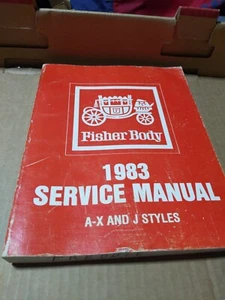 Fisher Body
1983
SERVICE MANUAL
A-X AND J STYLES